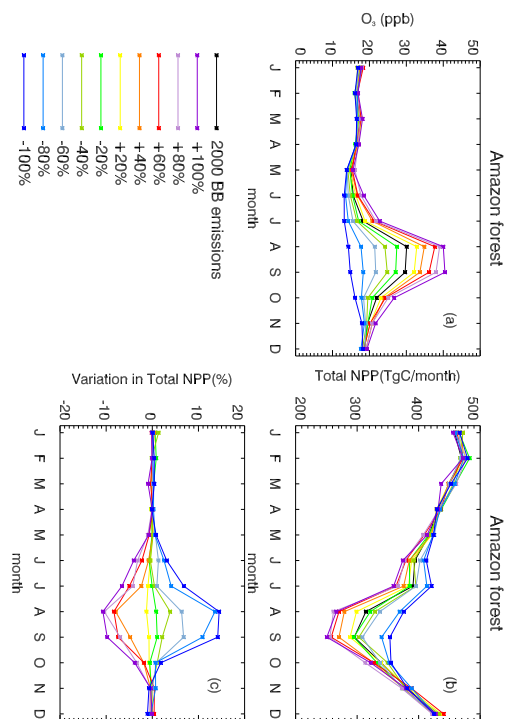 Amazon forest
O₃ (ppb)
50
40
30
20
10
0
(a)
J F M A M J J A S O N D
month
Amazon forest
Total NPP(TgC/month)
500
400
300
200
(b)
J F M A M J J A S O N D
month
Variation in Total NPP(%)
20
10
0
-10
-20
(c)
J F M A M J J A S O N D
month
2000 BB emissions
+100%
+80%
+60%
+40%
+20%
-20%
-40%
-60%
-80%
-100%